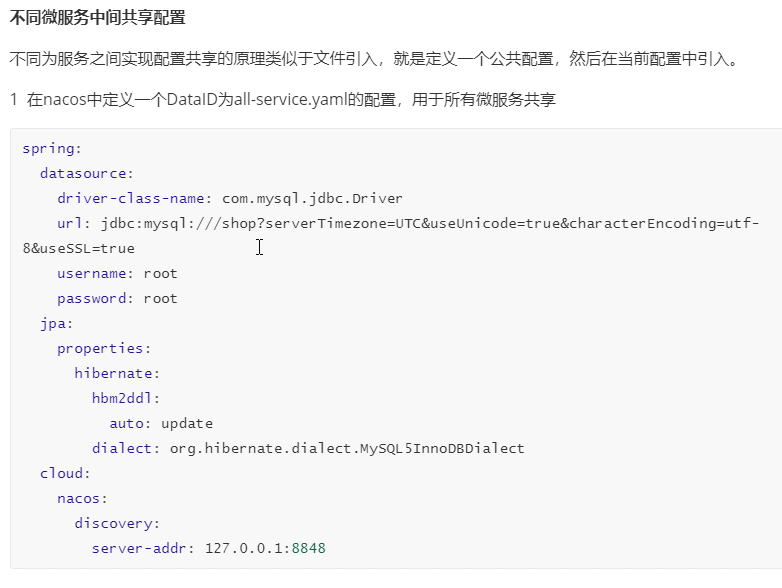 不同微服务中间共享配置
不同为服务之间实现配置共享的原理类似于文件引入，就是定义一个公共配置，然后在当前配置中引入。
1 在nacos中定义一个DataID为all-service.yaml的配置，用于所有微服务共享
spring:
  datasource:
    driver-class-name: com.mysql.jdbc.Driver
    url: jdbc:mysql:///shop?serverTimezone=UTC&useUnicode=true&characterEncoding=utf-
8&useSSL=true
    username: root
    password: root
  jpa:
    properties:
      hibernate:
        hbm2ddl:
          auto: update
        dialect: org.hibernate.dialect.MySQL5InnoDBDialect
  cloud:
    nacos:
      discovery:
        server-addr: 127.0.0.1:8848